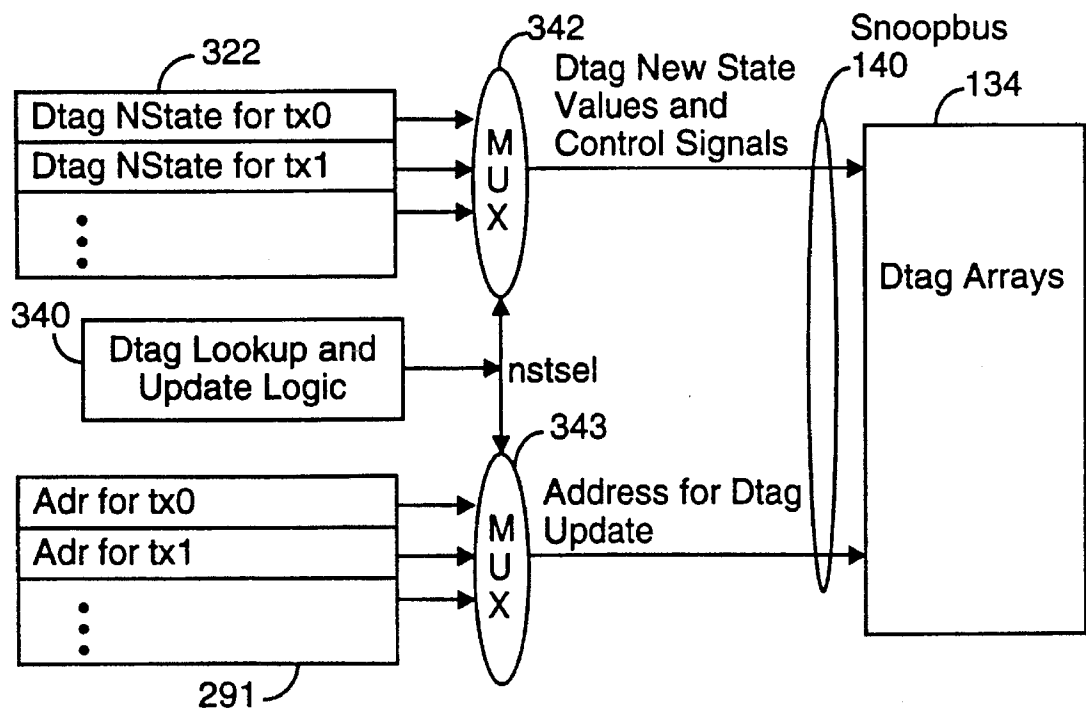 322
Dtag NState for tx0
Dtag NState for tx1
342
MUX
Dtag New State
Values and
Control Signals
Snoopbus
140
134
Dtag Arrays
340
Dtag Lookup and
Update Logic
nstsel
343
Adr for tx0
Adr for tx1
291
MUX
Address for Dtag
Update